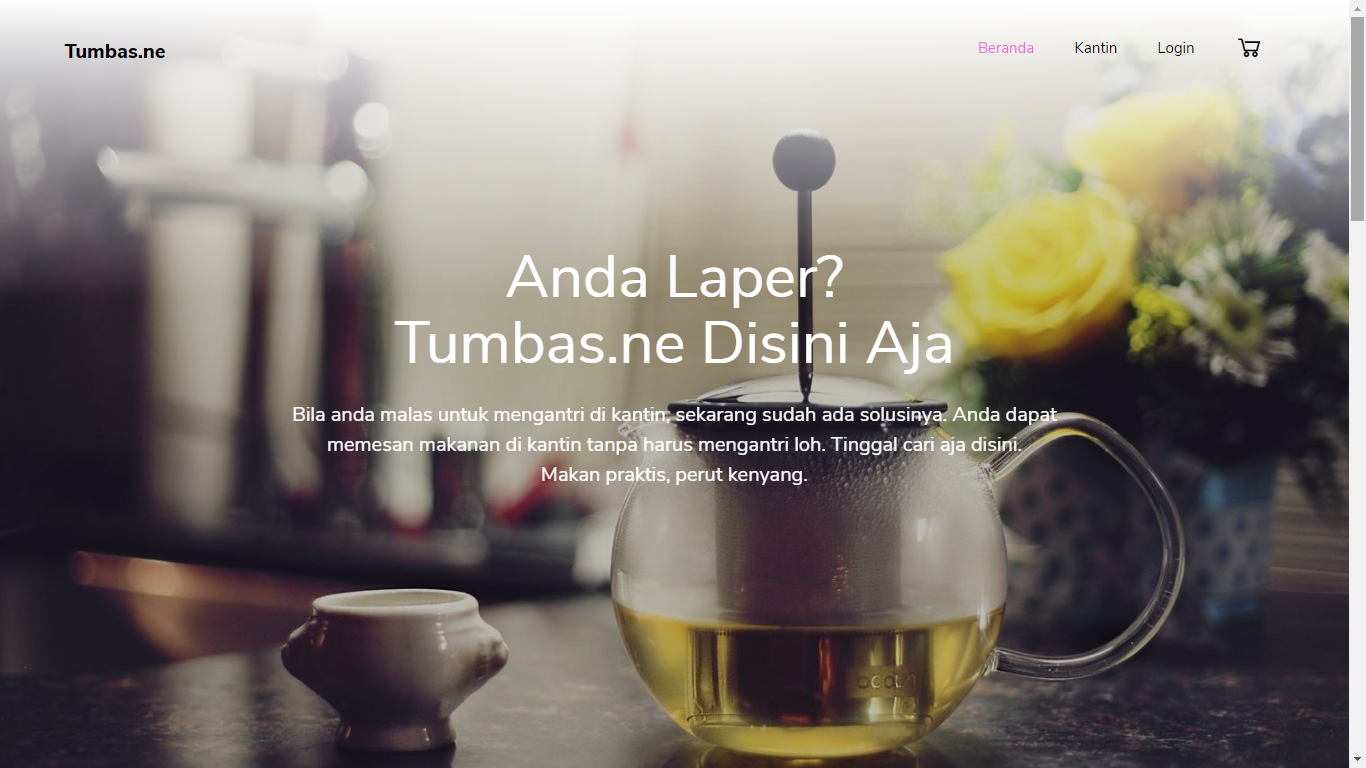 Tumbas.ne
Beranda Kantin Login
Anda Laper?
Tumbas.ne Disini Aja
Bila anda malas untuk mengantri di kantin, sekarang sudah ada solusinya. Anda dapat
memesan makanan di kantin tanpa harus mengantri loh. Tinggal cari aja disini.
Makan praktis, perut kenyang.